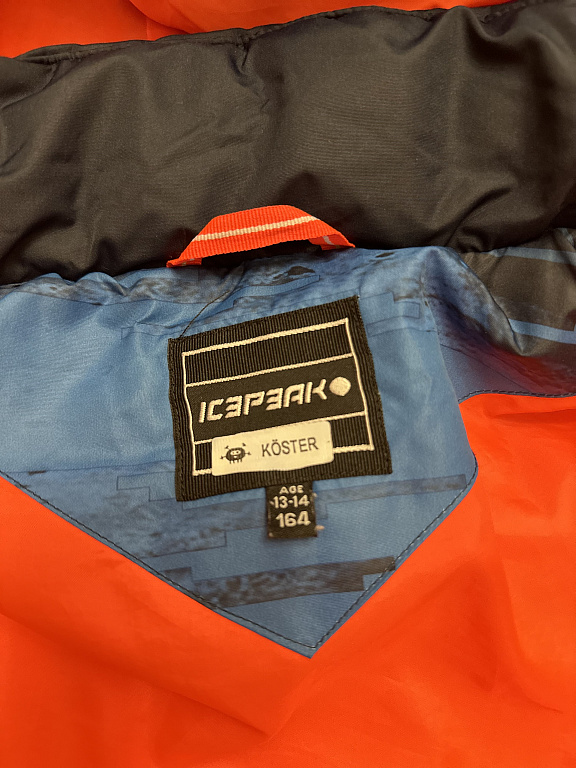 ICEPEAK
KÖSTER
AGE
13-14
164